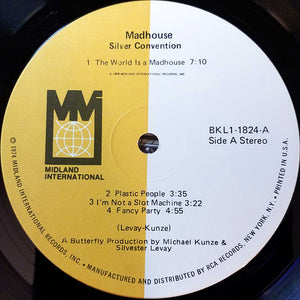 Madhouse
Silver Convention
1 The World Is a Madhouse 7:10
℗ 1976 MIDLAND INTERNATIONAL RECORDS, INC.
MIDLAND
INTERNATIONAL
BKL1-1824-A
Side A Stereo
2 Plastic People 3:35
3 I'm Not a Slot Machine 3:22
4 Fancy Party 4:55
(Levay-Kunze)
A Butterfly Production by Michael Kunze &
Silvester Levay
© 1974 MIDLAND INTERNATIONAL RECORDS, INC. • MANUFACTURED AND DISTRIBUTED BY RCA RECORDS, NEW YORK, N.Y. • PRINTED IN U.S.A.